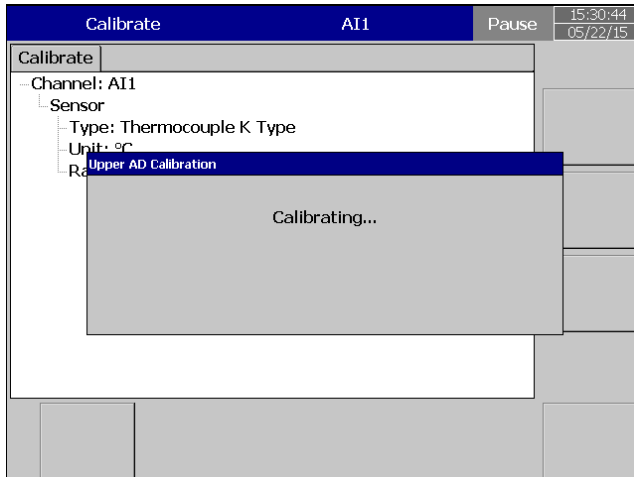 Calibrate AI1 Pause 15:30:44
05/22/15
Calibrate
Channel: AI1
Sensor
Type: Thermocouple K Type
Unit: °C
Ra
Upper AD Calibration
Calibrating...